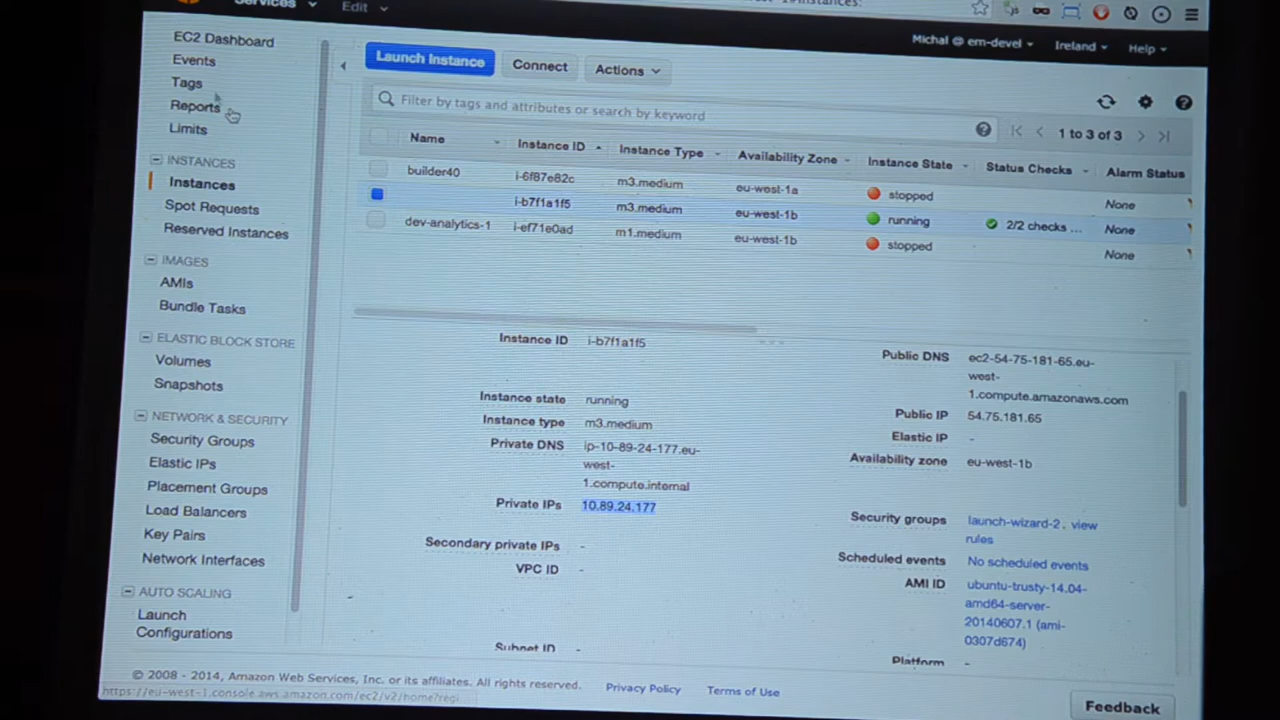 Services Edit
Michal @ em-devel Ireland Help
EC2 Dashboard
Events
Tags
Reports
Limits
INSTANCES
Instances
Spot Requests
Reserved Instances
IMAGES
AMIs
Bundle Tasks
ELASTIC BLOCK STORE
Volumes
Snapshots
NETWORK & SECURITY
Security Groups
Elastic IPs
Placement Groups
Load Balancers
Key Pairs
Network Interfaces
AUTO SCALING
Launch
Configurations
Launch Instance Connect Actions
Filter by tags and attributes or search by keyword
1 to 3 of 3
Name Instance ID Instance Type Availability Zone Instance State Status Checks Alarm Status
builder40 i-6f87e82c m3.medium eu-west-1a stopped None
i-b7f1a1f5 m3.medium eu-west-1b running 2/2 checks ... None
dev-analytics-1 i-ef71e0ad m1.medium eu-west-1b stopped None
Instance ID i-b7f1a1f5
Instance state running
Instance type m3.medium
Private DNS ip-10-89-24-177.eu-
west-
1.compute.internal
Private IPs 10.89.24.177
Secondary private IPs -
VPC ID -
Subnet ID -
Public DNS ec2-54-75-181-65.eu-
west-
1.compute.amazonaws.com
Public IP 54.75.181.65
Elastic IP -
Availability zone eu-west-1b
Security groups launch-wizard-2. view
rules
Scheduled events No scheduled events
AMI ID ubuntu-trusty-14.04-
amd64-server-
20140607.1 (ami-
0307d674)
Platform -
© 2008 - 2014, Amazon Web Services, Inc. or its affiliates. All rights reserved. Privacy Policy Terms of Use
https://eu-west-1.console.aws.amazon.com/ec2/v2/home?regi
Feedback